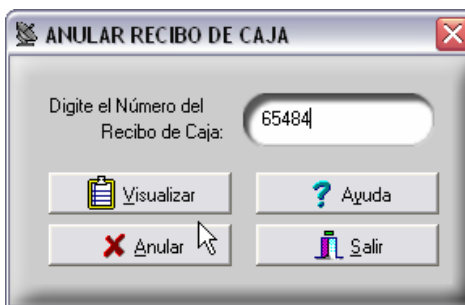 ANULAR RECIBO DE CAJA
Digite el Número del
Recibo de Caja:
65484
Visualizar
Ayuda
Anular
Salir